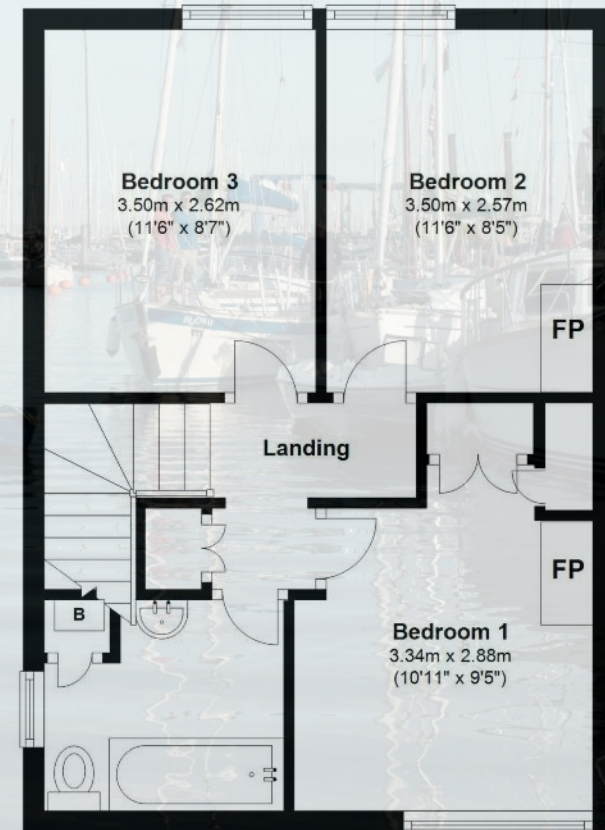 Bedroom 3
3.50m x 2.62m
(11'6" x 8'7")
Bedroom 2
3.50m x 2.57m
(11'6" x 8'5")
FP
Landing
FP
B
Bedroom 1
3.34m x 2.88m
(10'11" x 9'5")